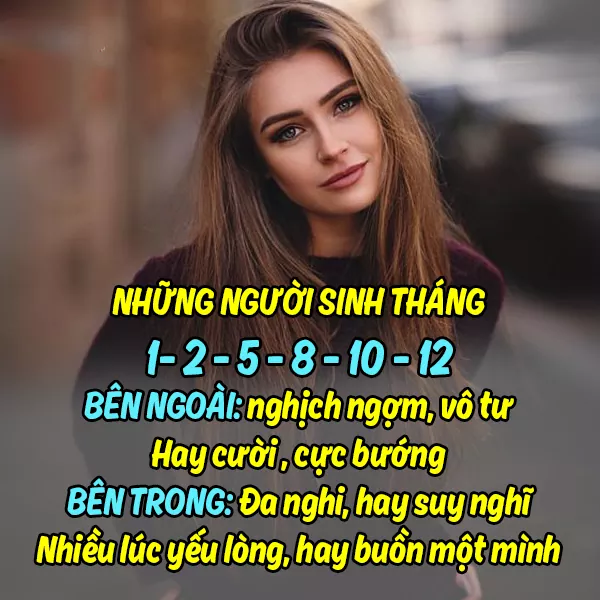 NHỮNG NGƯỜI SINH THÁNG
1- 2 - 5 - 8 - 10 - 12
BÊN NGOÀI: nghịch ngợm, vô tư
Hay cười , cực bướng
BÊN TRONG: Đa nghi, hay suy nghĩ
Nhiều lúc yếu lòng, hay buồn một mình